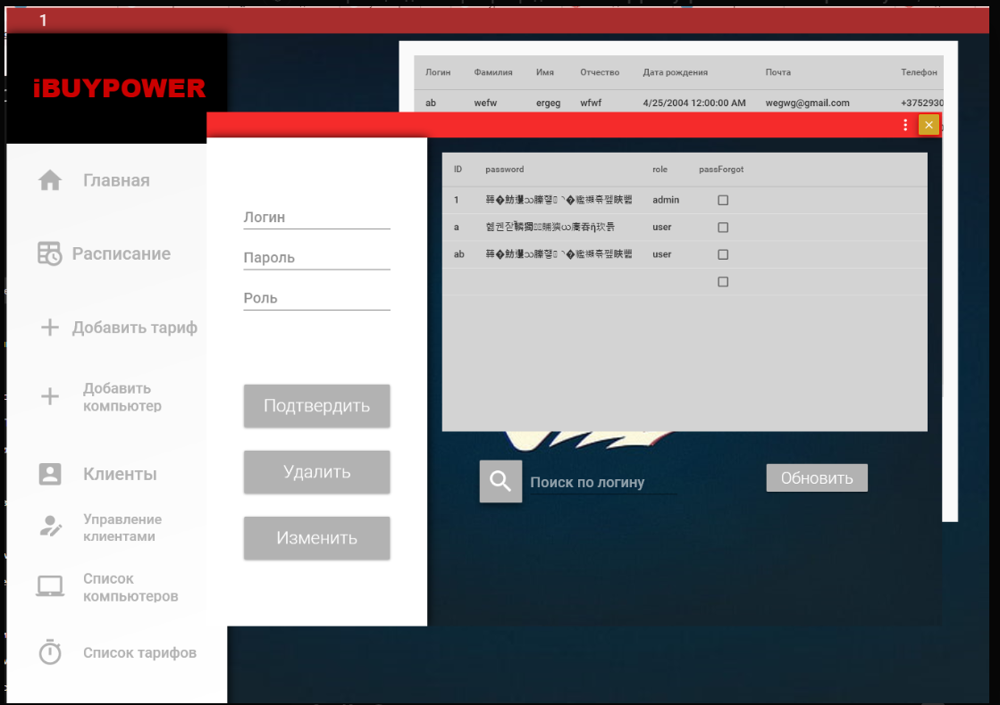 1
iBUYPOWER
Главная
Расписание
Добавить тариф
Добавить
компьютер
Клиенты
Управление
клиентами
Список
компьютеров
Список тарифов
Логин Фамилия Имя Отчество Дата рождения Почта Телефон
ab wefw ergeg wfwf 4/25/2004 12:00:00 AM wegwg@gmail.com +3752930
Логин
Пароль
Роль
Подтвердить
Удалить
Изменить
ID password role passForgot
1 admin
a user
ab user
Поиск по логину
Обновить